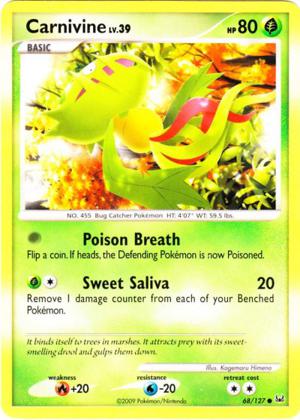 Carnivine LV.39 HP 80
BASIC
NO. 455 Bug Catcher Pokémon HT: 4'07" WT: 59.5 lbs.
Poison Breath
Flip a coin. If heads, the Defending Pokémon is now Poisoned.
Sweet Saliva 20
Remove 1 damage counter from each of your Benched
Pokémon.
It binds itself to trees in marshes. It attracts prey with its sweet-
smelling drool and gulps them down.
Illus. Kagemaru Himeno
weakness resistance retreat cost
+20 -20
©2009 Pokémon/Nintendo 68/127